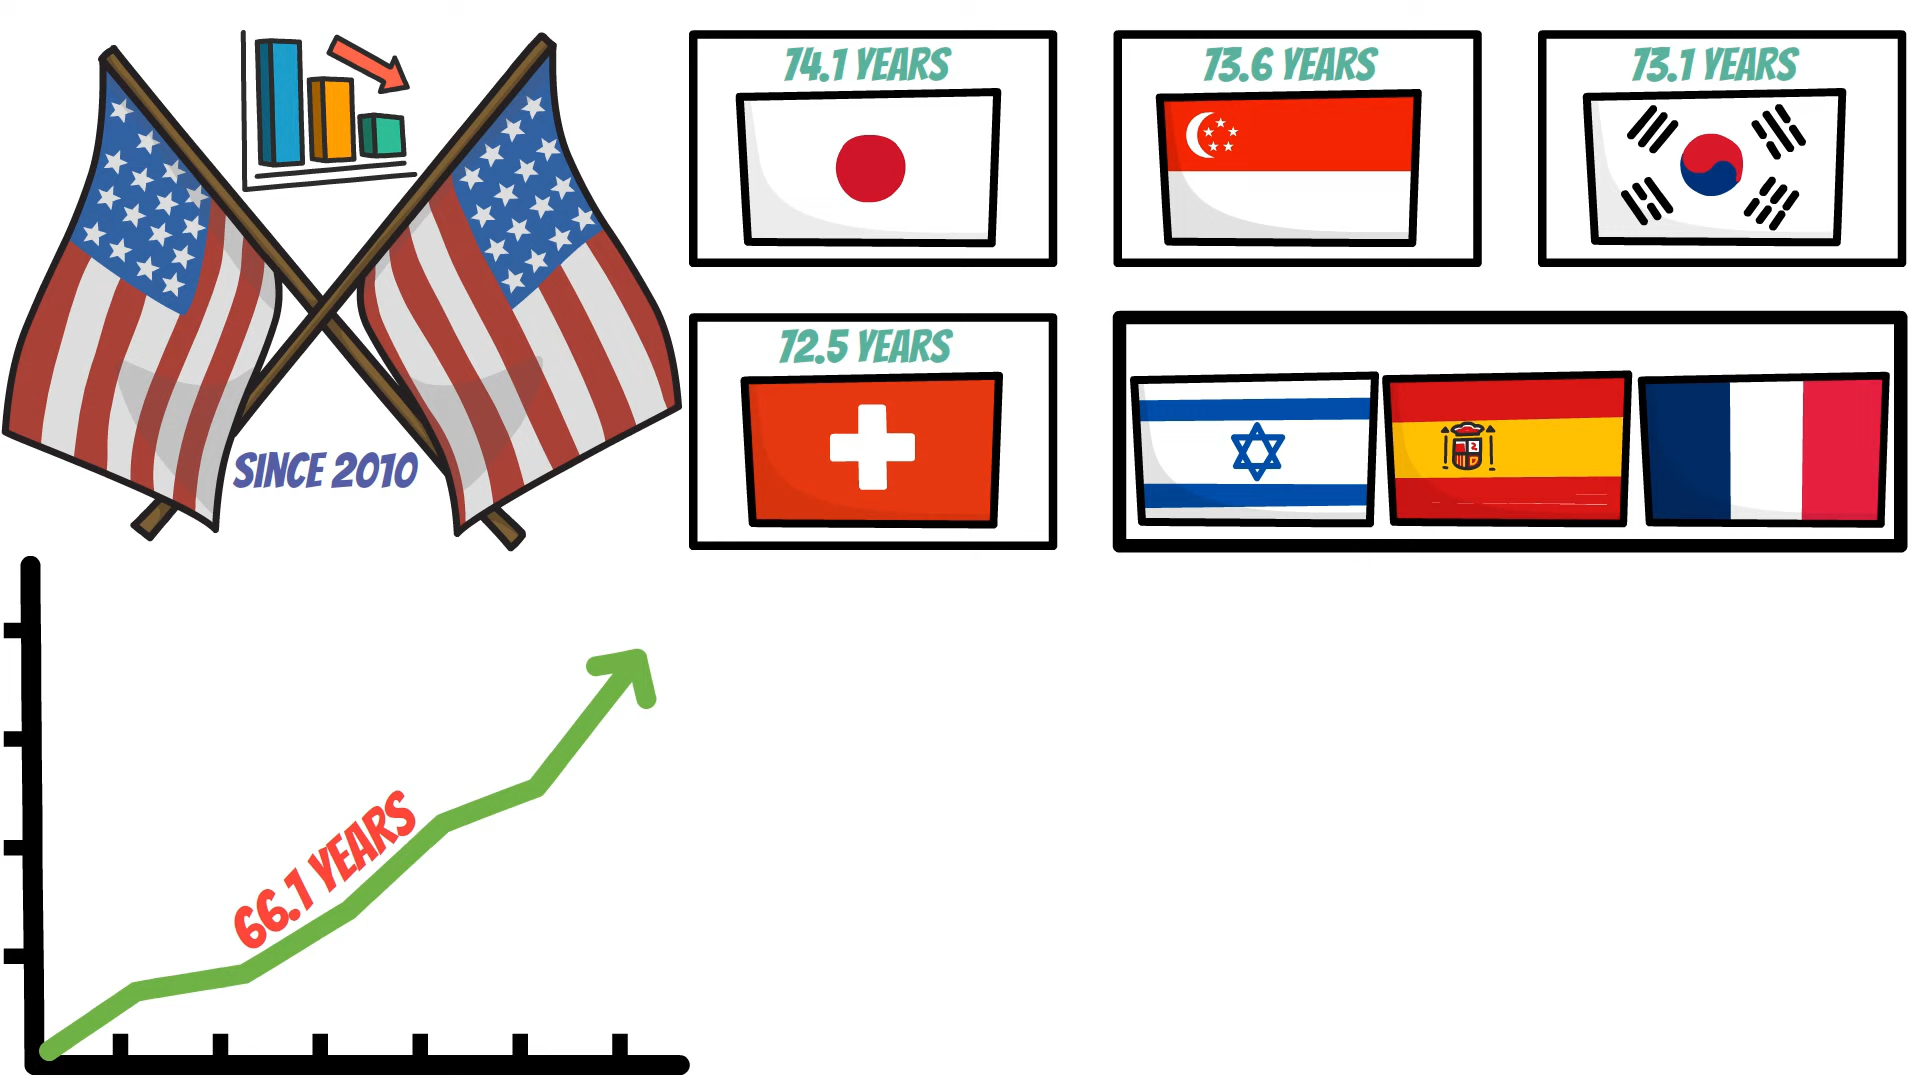 74.1 YEARS
73.6 YEARS
73.1 YEARS
72.5 YEARS
SINCE 2010
66.1 YEARS